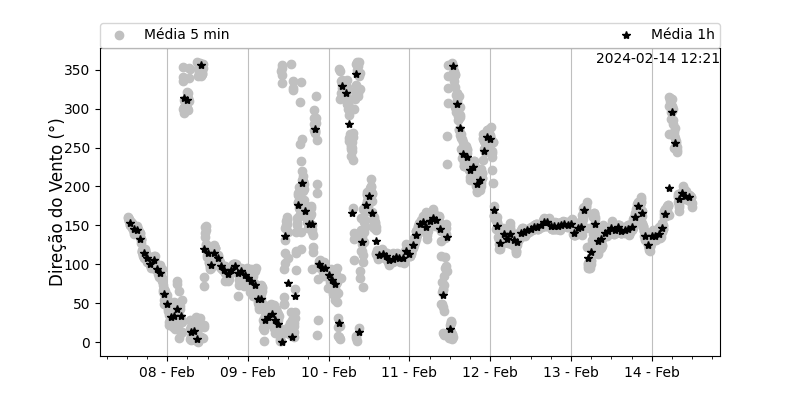 Média 5 min
Média 1h
2024-02-14 12:21
Direção do Vento (°)
350
300
250
200
150
100
50
0
08 - Feb
09 - Feb
10 - Feb
11 - Feb
12 - Feb
13 - Feb
14 - Feb